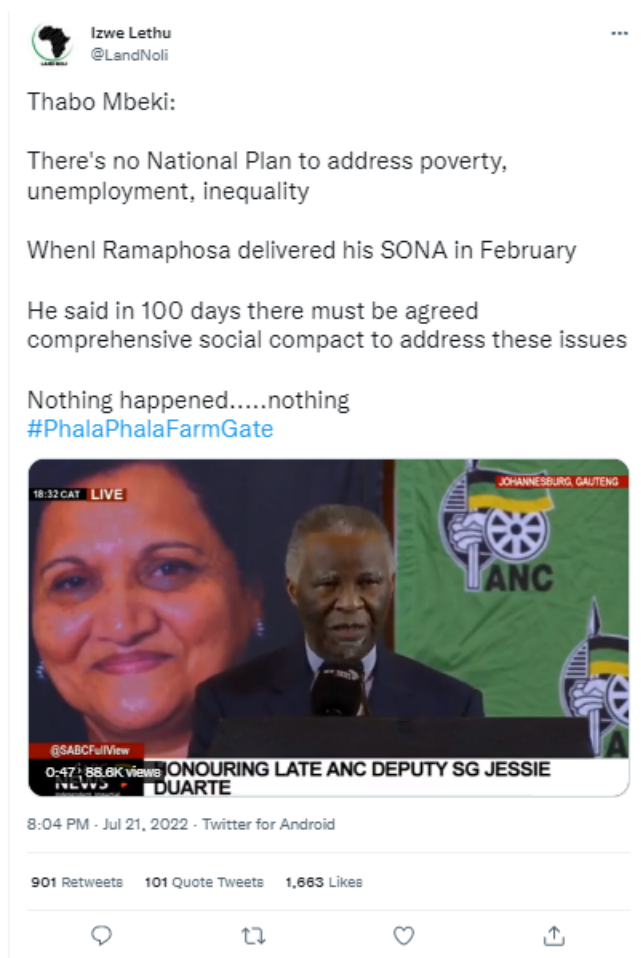 Izwe Lethu
@LandNoli
Thabo Mbeki:
There's no National Plan to address poverty,
unemployment, inequality
Whenl Ramaphosa delivered his SONA in February
He said in 100 days there must be agreed
comprehensive social compact to address these issues
Nothing happened.....nothing
#PhalaPhalaFarmGate
18:32 CAT LIVE
JOHANNESBURG, GAUTENG
ANC
A
@SABCFullView
0:47 88.6K views
NEWS
HONOURING LATE ANC DEPUTY SG JESSIE
DUARTE
8:04 PM · Jul 21, 2022 · Twitter for Android
901 Retweets 101 Quote Tweets 1,663 Likes